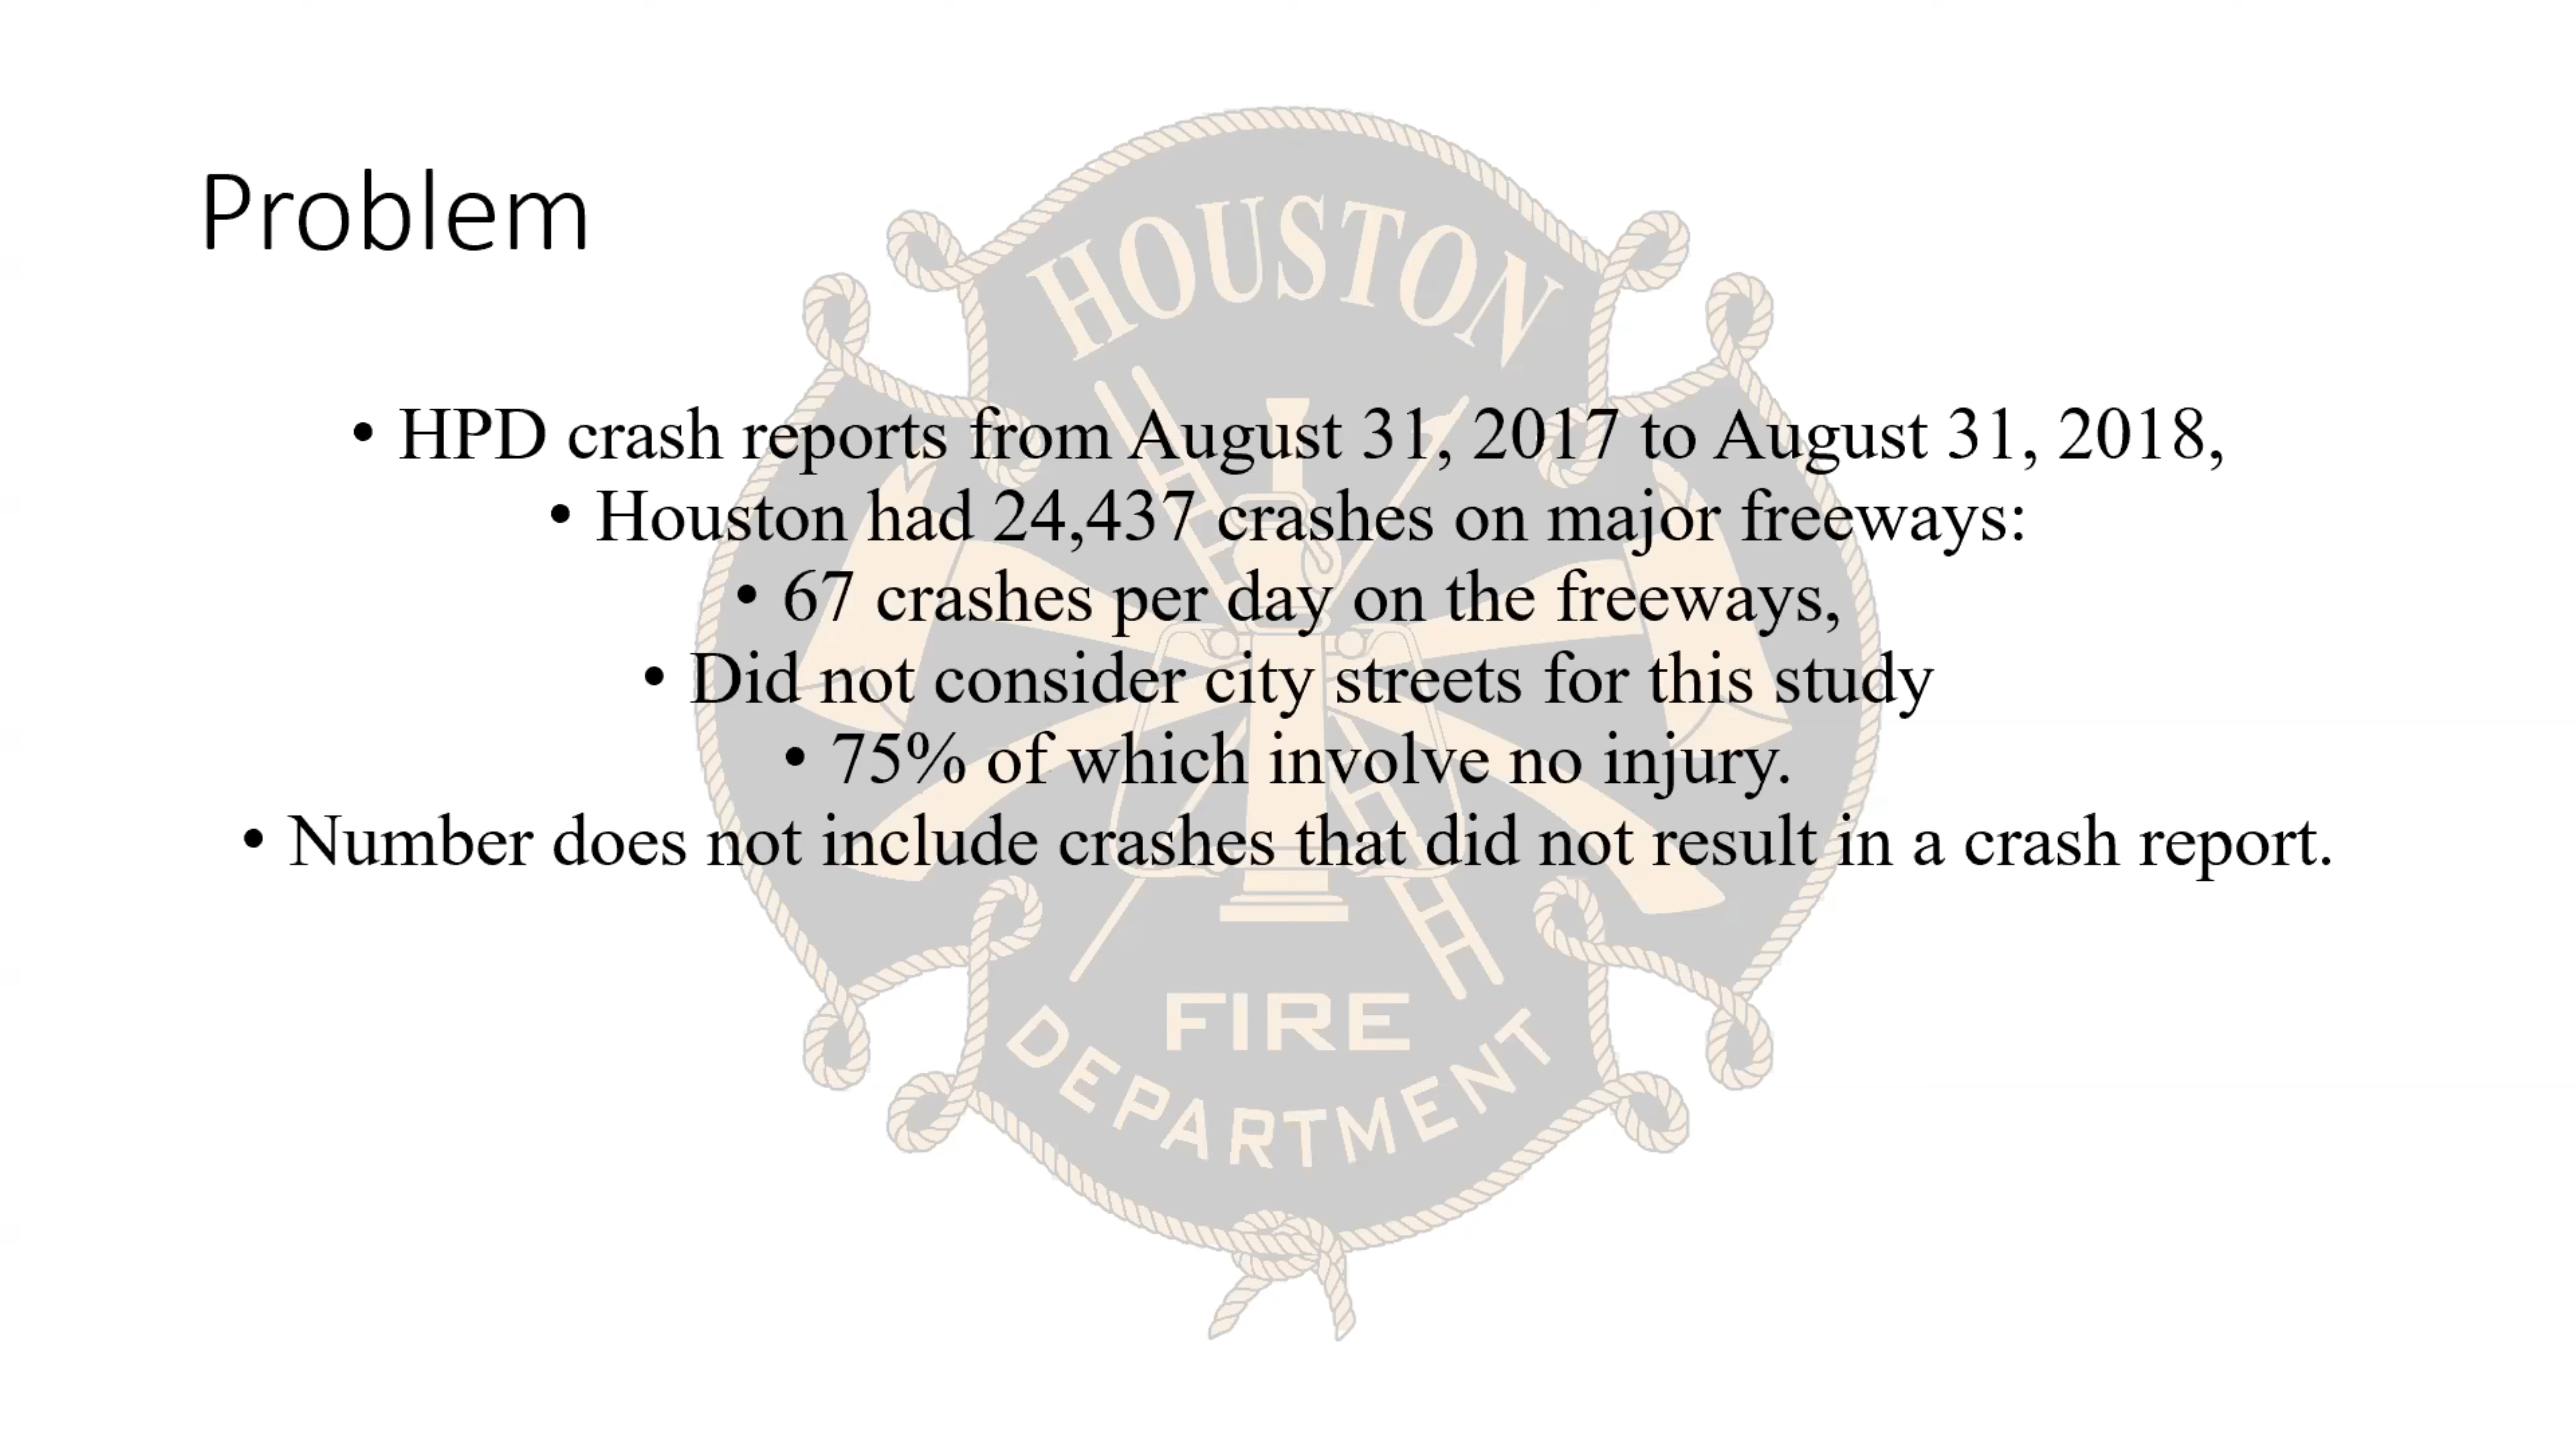 Problem
HOUSTON
• HPD crash reports from August 31, 2017 to August 31, 2018,
• Houston had 24,437 crashes on major freeways:
• 67 crashes per day on the freeways,
• Did not consider city streets for this study
• 75% of which involve no injury.
• Number does not include crashes that did not result in a crash report.
FIRE
DEPARTMENT